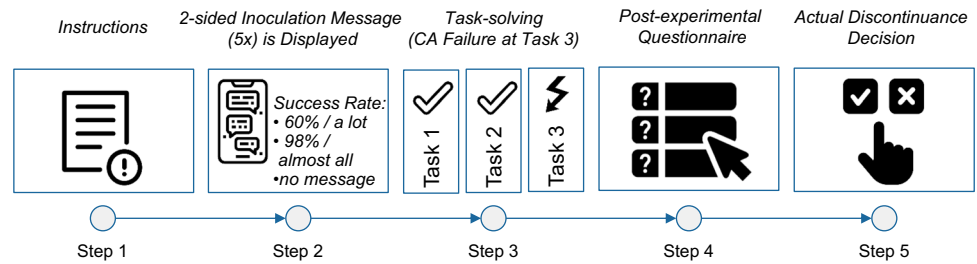 Instructions
2-sided Inoculation Message
(5x) is Displayed
Task-solving
(CA Failure at Task 3)
Post-experimental
Questionnaire
Actual Discontinuance
Decision
Success Rate:
• 60% / a lot
• 98% /
almost all
•no message
Task 1
Task 2
Task 3
?
?
?
Step 1
Step 2
Step 3
Step 4
Step 5